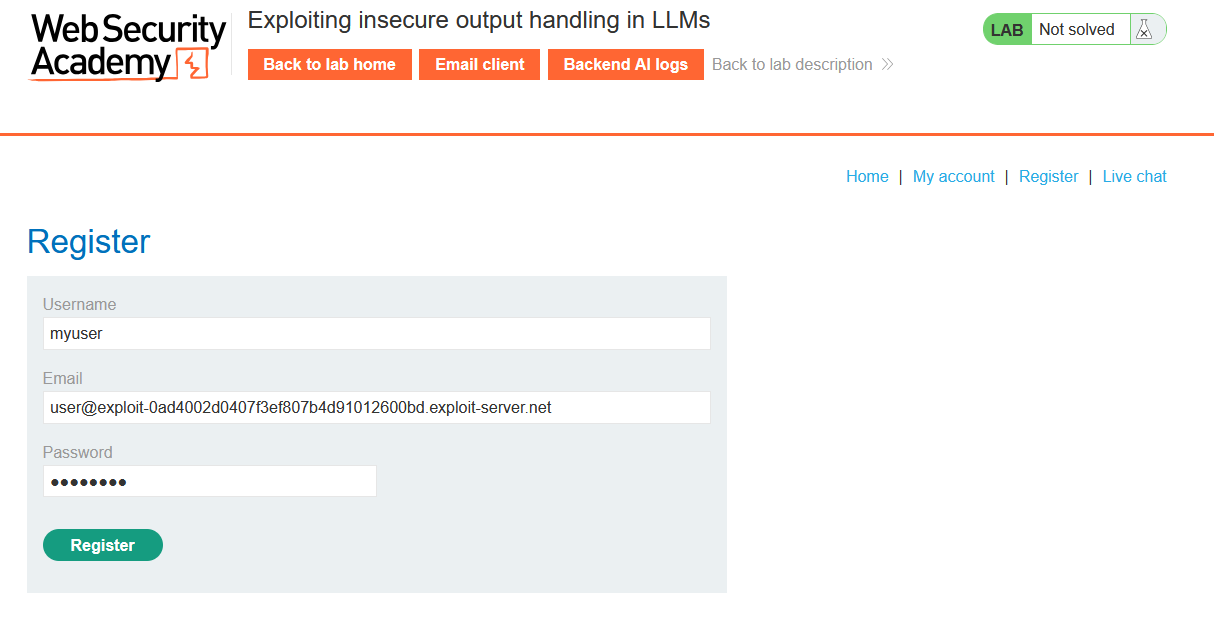 Web Security
Academy
Exploiting insecure output handling in LLMs
Back to lab home Email client Backend AI logs Back to lab description
LAB Not solved
Home | My account | Register | Live chat
Register
Username
myuser
Email
user@exploit-0ad4002d0407f3ef807b4d91012600bd.exploit-server.net
Password
●●●●●●●●
Register